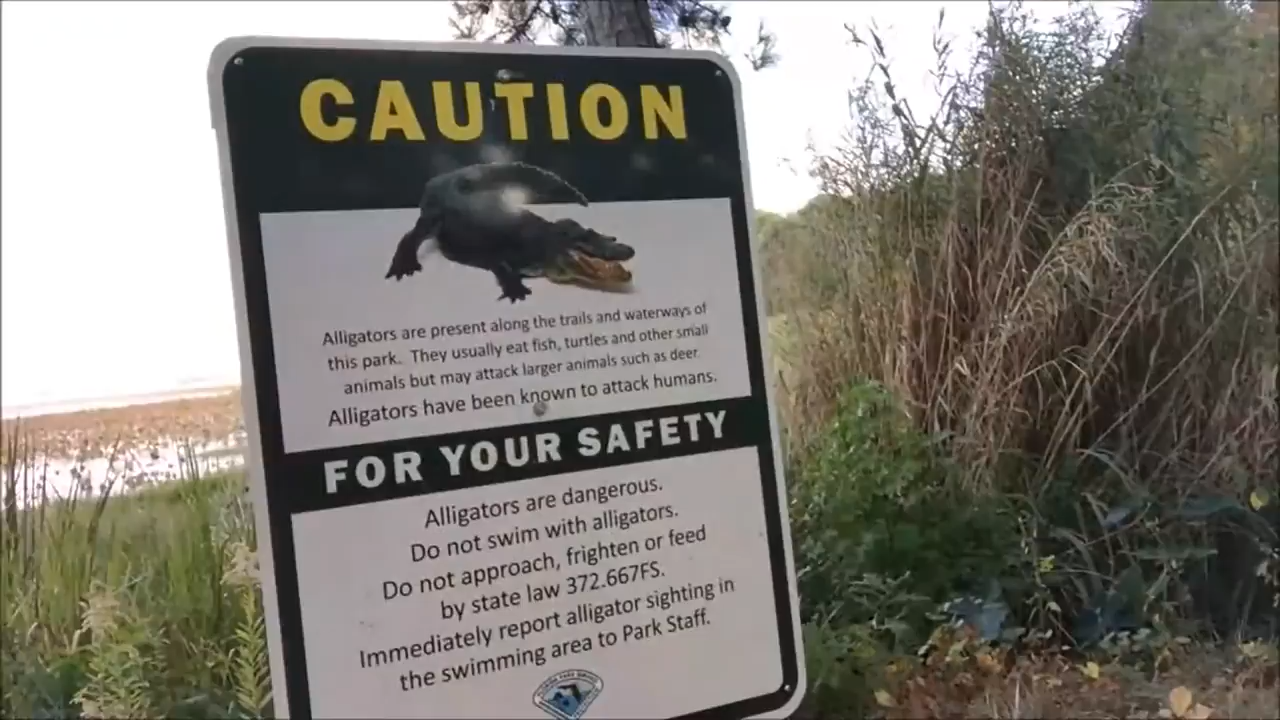 CAUTION
Alligators are present along the trails and waterways of
this park. They usually eat fish, turtles and other small
animals but may attack larger animals such as deer.
Alligators have been known to attack humans.
FOR YOUR SAFETY
Alligators are dangerous.
Do not swim with alligators.
Do not approach, frighten or feed
by state law 372.667FS.
Immediately report alligator sighting in
the swimming area to Park Staff.
FLORIDA PARK SERVICE